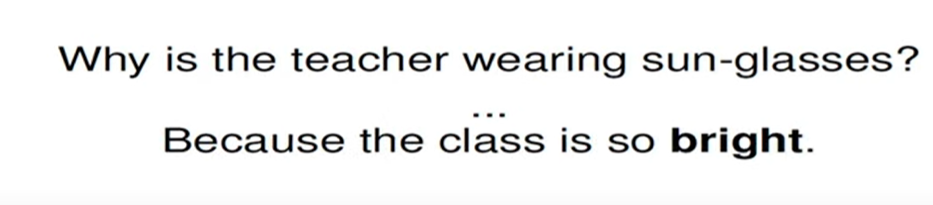 Why is the teacher wearing sun-glasses?
...
Because the class is so bright.